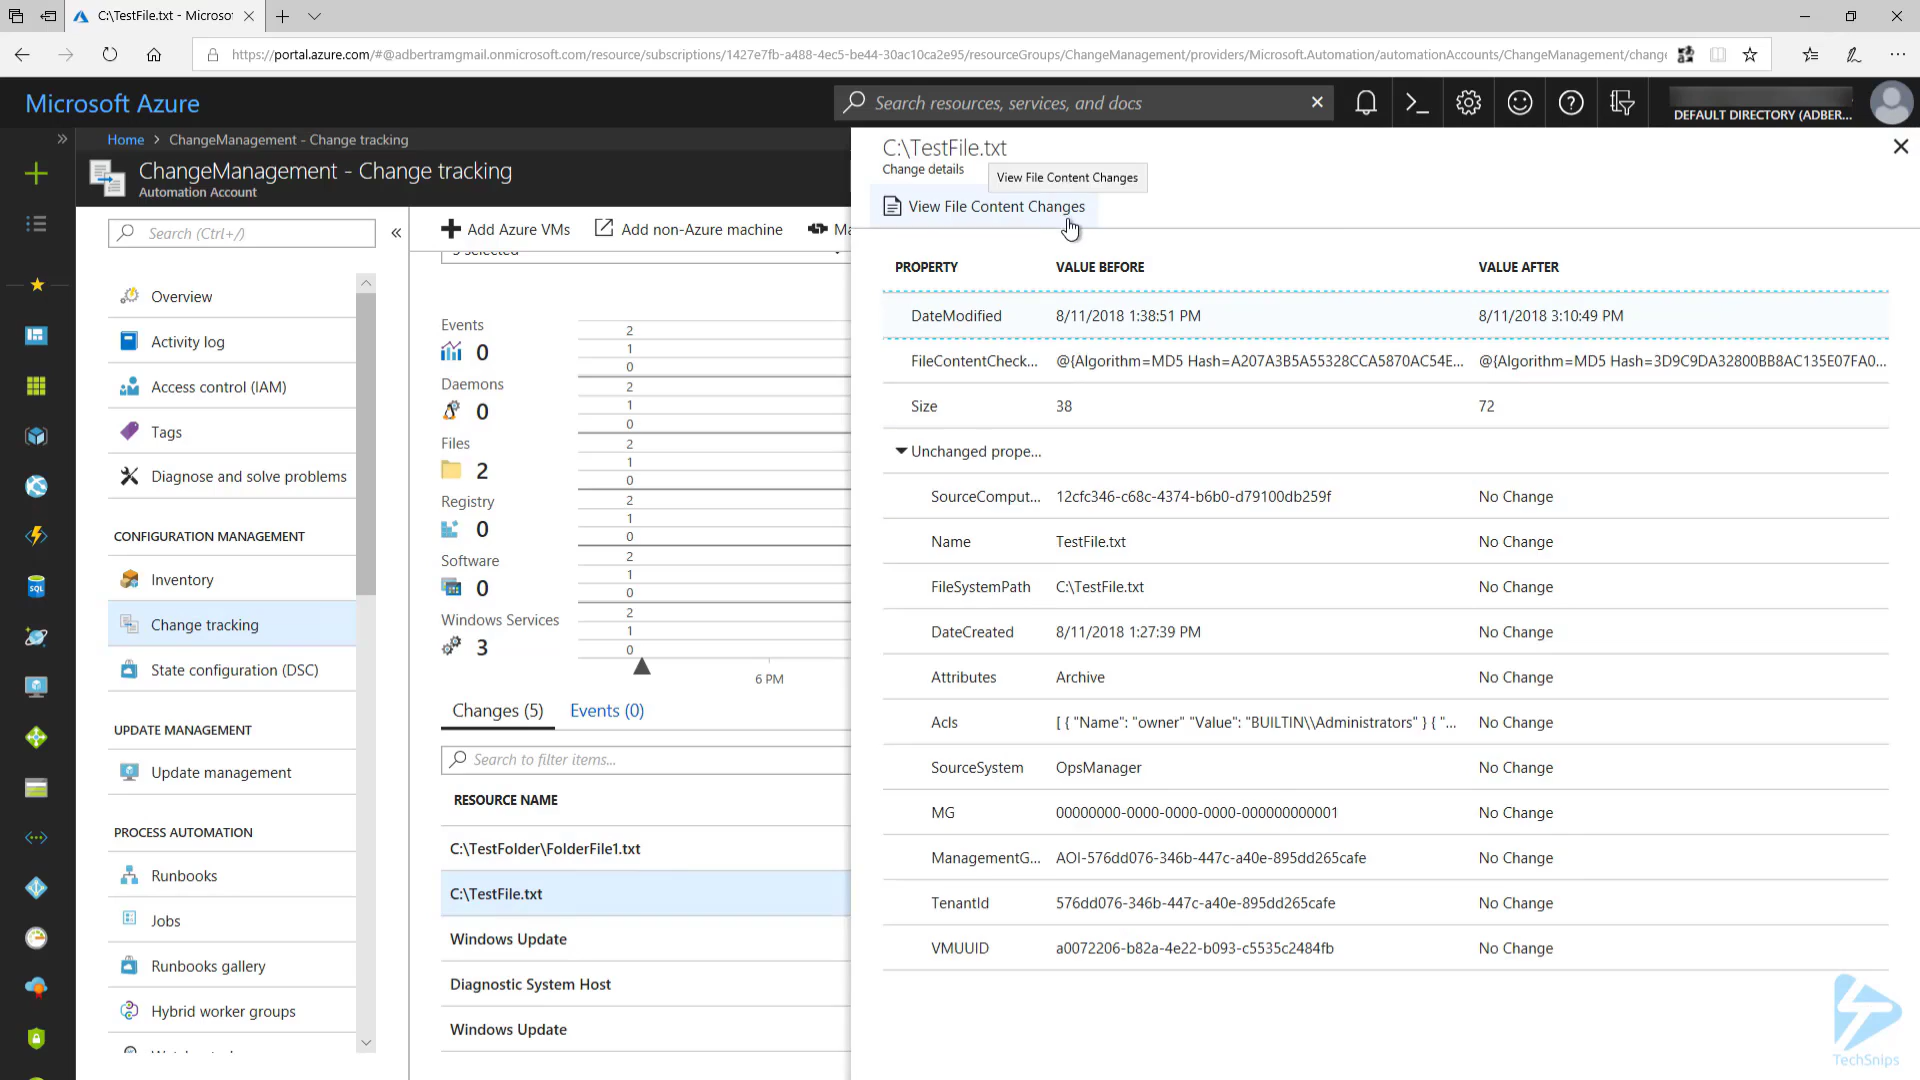 C:\TestFile.txt - Microsof
https://portal.azure.com/#@adbertramgmail.onmicrosoft.com/resource/subscriptions/1427e7fb-a488-4ec5-be44-30ac10ca2e95/resourceGroups/ChangeManagement/providers/Microsoft.Automation/automationAccounts/ChangeManagement/change
Microsoft Azure
Search resources, services, and docs
DEFAULT DIRECTORY (ADBER...
Home > ChangeManagement - Change tracking
ChangeManagement - Change tracking
Automation Account
Search (Ctrl+/)
Overview
Activity log
Access control (IAM)
Tags
Diagnose and solve problems
CONFIGURATION MANAGEMENT
Inventory
Change tracking
State configuration (DSC)
UPDATE MANAGEMENT
Update management
PROCESS AUTOMATION
Runbooks
Jobs
Runbooks gallery
Hybrid worker groups
Add Azure VMs
Add non-Azure machine
Ma
selected
Events
0
2
1
0
Daemons
0
2
1
0
Files
2
2
1
0
Registry
0
2
1
0
Software
0
2
1
0
Windows Services
3
2
1
0
6 PM
Changes (5)
Events (0)
Search to filter items...
RESOURCE NAME
C:\TestFolder\FolderFile1.txt
C:\TestFile.txt
Windows Update
Diagnostic System Host
Windows Update
C:\TestFile.txt
Change details
View File Content Changes
View File Content Changes
PROPERTY VALUE BEFORE VALUE AFTER
DateModified 8/11/2018 1:38:51 PM 8/11/2018 3:10:49 PM
FileContentCheck... @{Algorithm=MD5 Hash=A207A3B5A55328CCA5870AC54E... @{Algorithm=MD5 Hash=3D9C9DA32800BB8AC135E07FA0...
Size 38 72
Unchanged prope...
SourceComput... 12cfc346-c68c-4374-b6b0-d79100db259f No Change
Name TestFile.txt No Change
FileSystemPath C:\TestFile.txt No Change
DateCreated 8/11/2018 1:27:39 PM No Change
Attributes Archive No Change
Acls [ { "Name": "owner" "Value": "BUILTIN\\Administrators" } { "... No Change
SourceSystem OpsManager No Change
MG 00000000-0000-0000-0000-000000000001 No Change
ManagementG... AOI-576dd076-346b-447c-a40e-895dd265cafe No Change
TenantId 576dd076-346b-447c-a40e-895dd265cafe No Change
VMUUID a0072206-b82a-4e22-b093-c5535c2484fb No Change
TechSnips